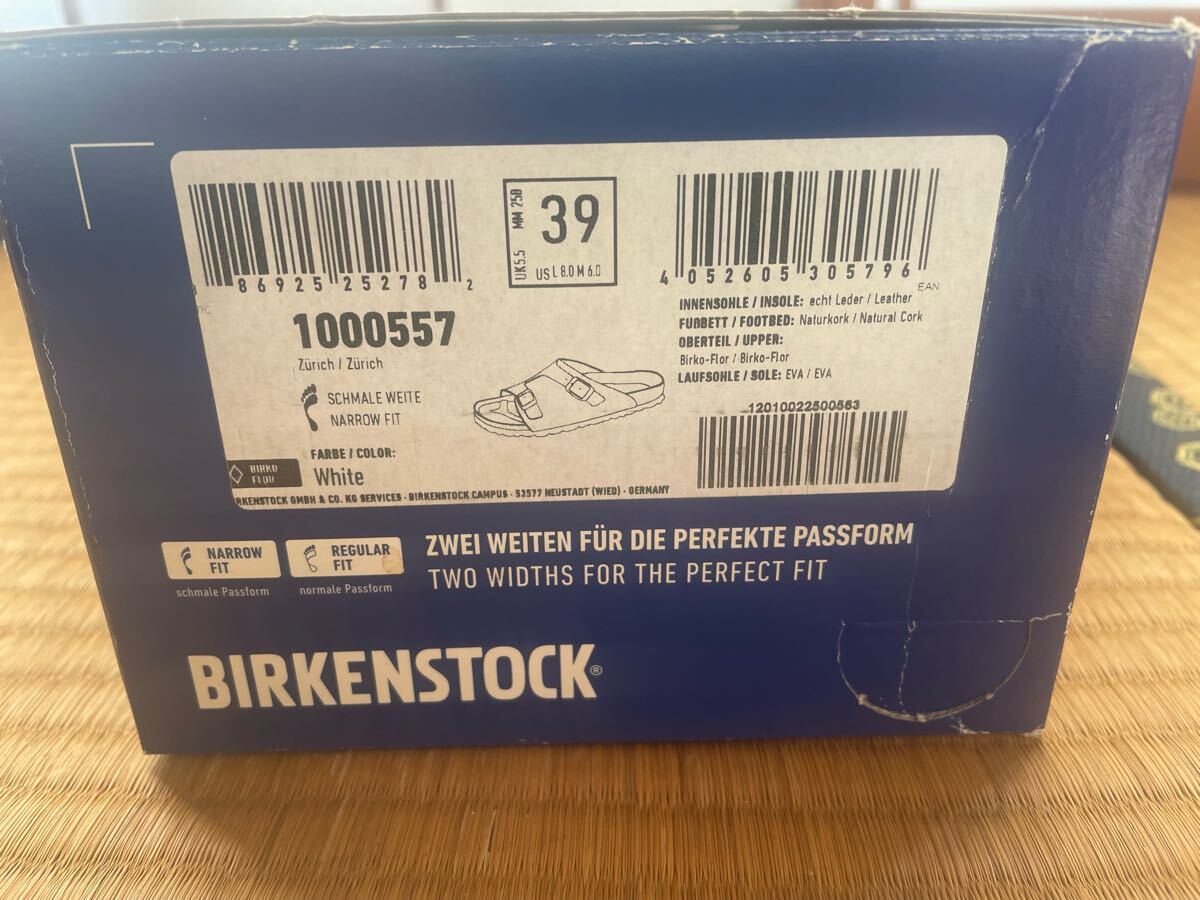 86925 25278 2
MM 250
UK 5.5
39
US L 8.0 M 6.0
4 052605 305796
EAN
1000557
Zürich / Zürich
SCHMALE WEITE
NARROW FIT
FARBE / COLOR:
White
BIRKO
FLOR
INNENSOHLE / INSOLE: echt Leder / Leather
FUßBETT / FOOTBED: Naturkork / Natural Cork
OBERTEIL / UPPER:
Birko-Flor / Birko-Flor
LAUFSOHLE / SOLE: EVA / EVA
12010022500563
RKENSTOCK GMBH & CO. KG SERVICES · BIRKENSTOCK CAMPUS · 53577 NEUSTADT (WIED) · GERMANY
NARROW
FIT
schmale Passform
REGULAR
FIT
normale Passform
ZWEI WEITEN FÜR DIE PERFEKTE PASSFORM
TWO WIDTHS FOR THE PERFECT FIT
BIRKENSTOCK®